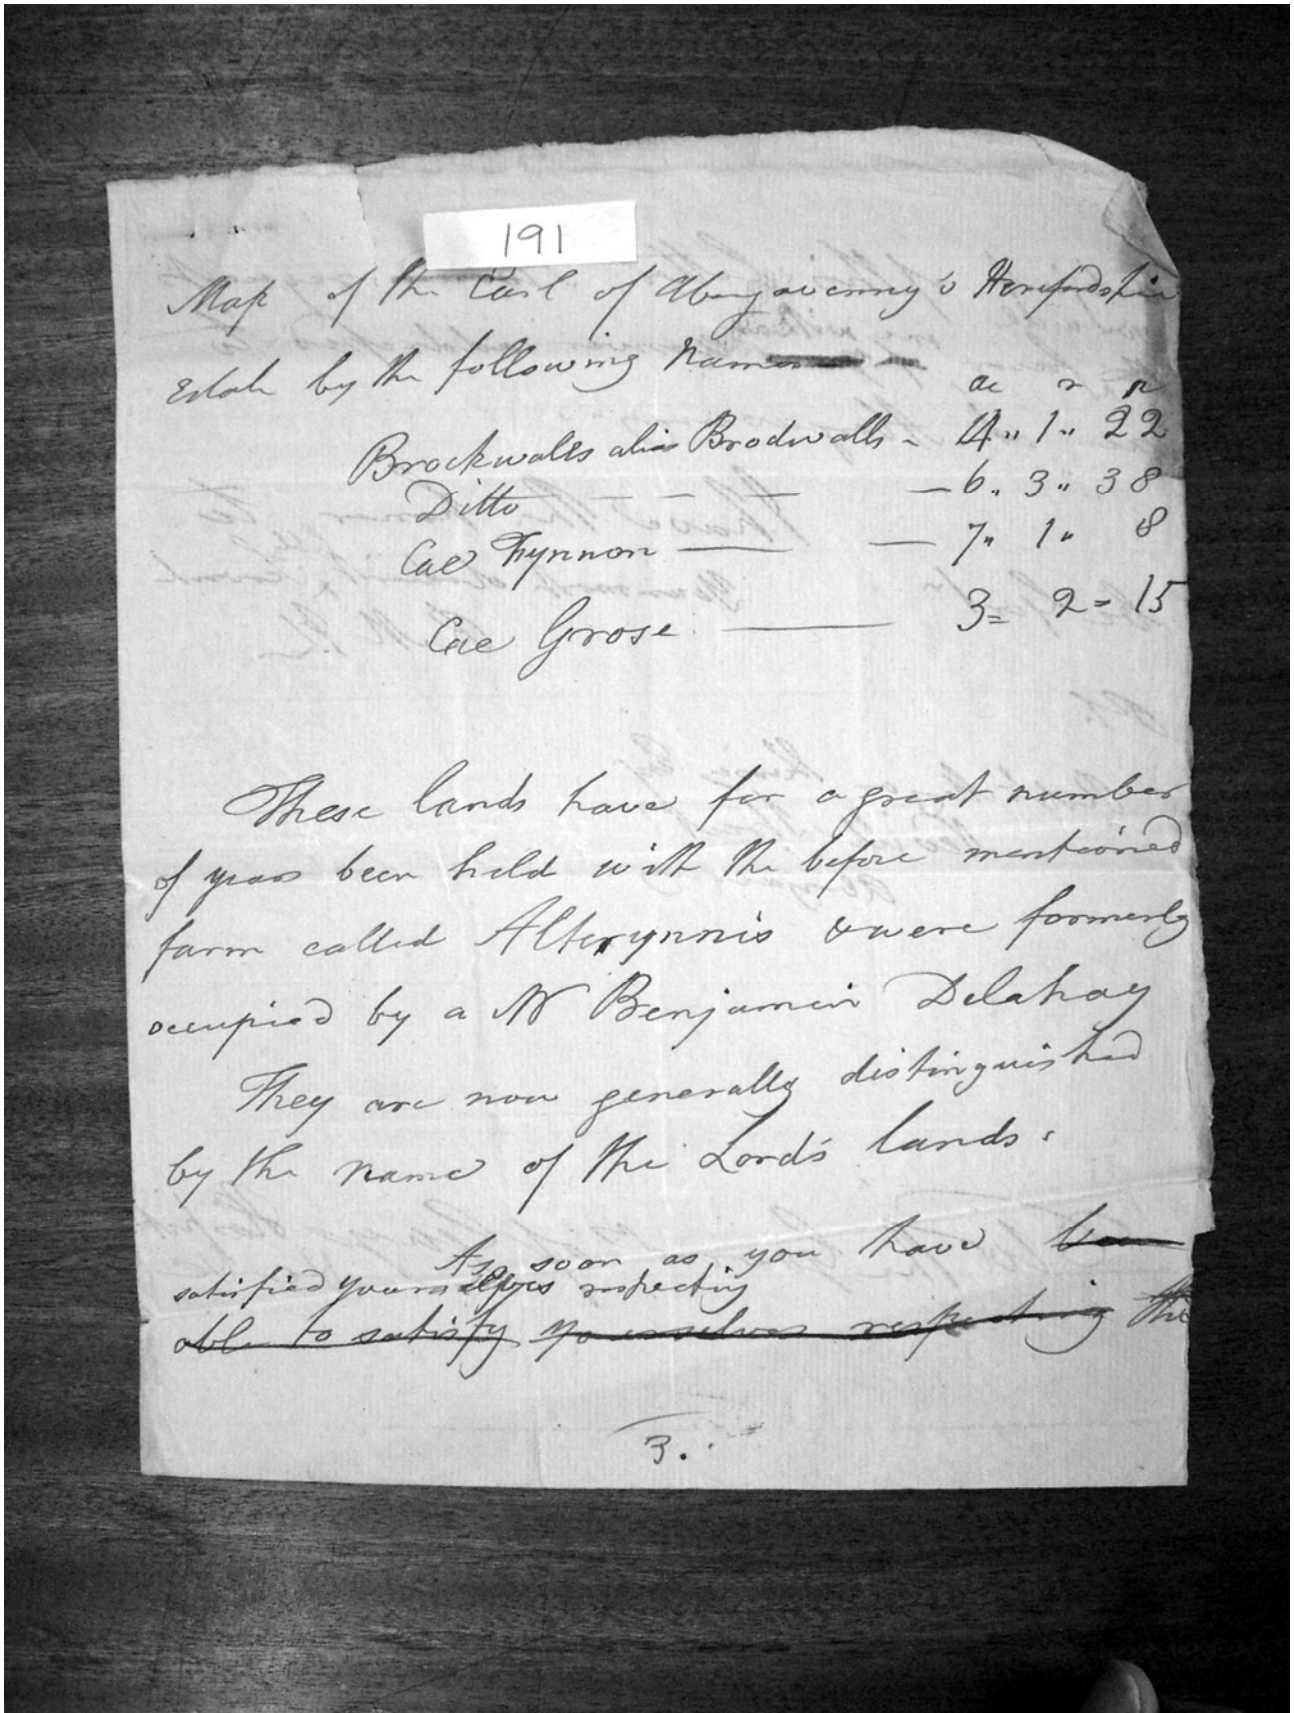 191
Map of the Earl of Abergavenny's Herefordshire
Estate by the following Names
ac r p
Brockwalls alias Brodwalls - 4 " 1 " 22
Ditto — — — — 6 " 3 " 38
Cae Fynnon — — 7 " 1 " 8
Cae Grose — 3 = 2 = 15
These lands have for a great number
of years been held with the before mentioned
farm called Alterynnis & were formerly
occupied by a Mr Benjamin Delahay
They are now generally distinguished
by the name of the Lord's lands.
As soon as you have been
satisfied yourselves respecting
able to satisfy yourselves respecting the
3.